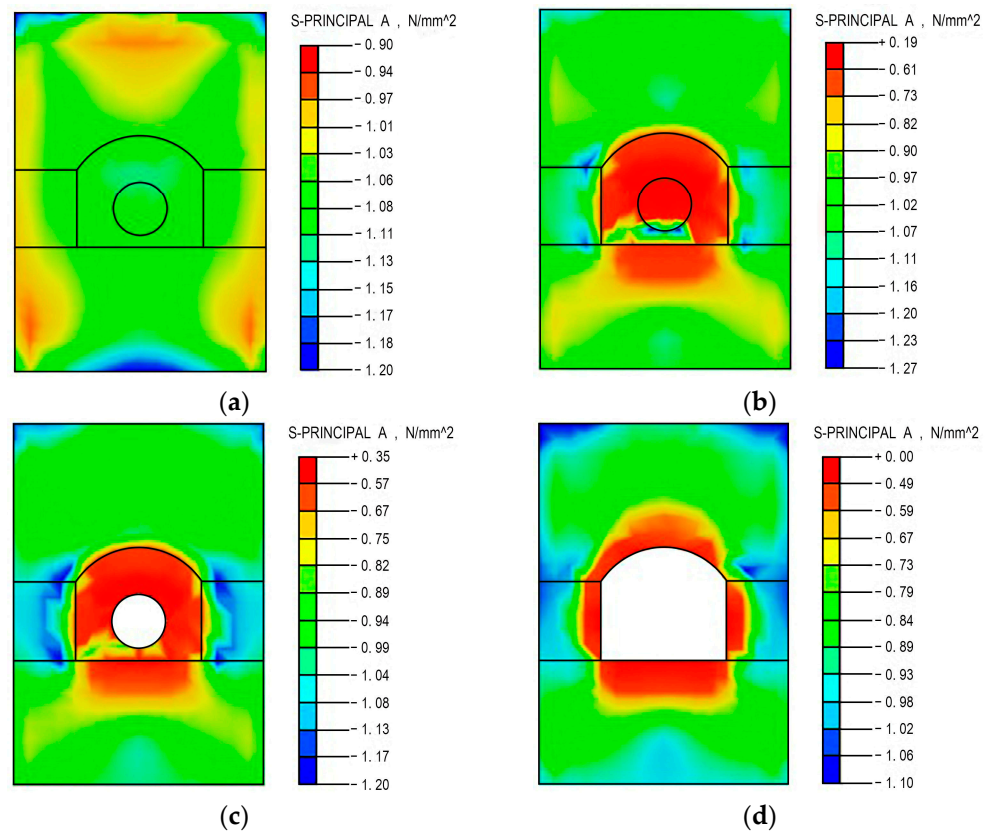 S-PRINCIPAL A , N/mm^2
- 0. 90
- 0. 94
- 0. 97
- 1. 01
- 1. 03
- 1. 06
- 1. 08
- 1. 11
- 1. 13
- 1. 15
- 1. 17
- 1. 18
- 1. 20
(a)
S-PRINCIPAL A , N/mm^2
+ 0. 19
- 0. 61
- 0. 73
- 0. 82
- 0. 90
- 0. 97
- 1. 02
- 1. 07
- 1. 11
- 1. 16
- 1. 20
- 1. 23
- 1. 27
(b)
S-PRINCIPAL A , N/mm^2
+ 0. 35
- 0. 57
- 0. 67
- 0. 75
- 0. 82
- 0. 89
- 0. 94
- 0. 99
- 1. 04
- 1. 08
- 1. 13
- 1. 17
- 1. 20
(c)
S-PRINCIPAL A , N/mm^2
+ 0. 00
- 0. 49
- 0. 59
- 0. 67
- 0. 73
- 0. 79
- 0. 84
- 0. 89
- 0. 93
- 0. 98
- 1. 02
- 1. 06
- 1. 10
(d)